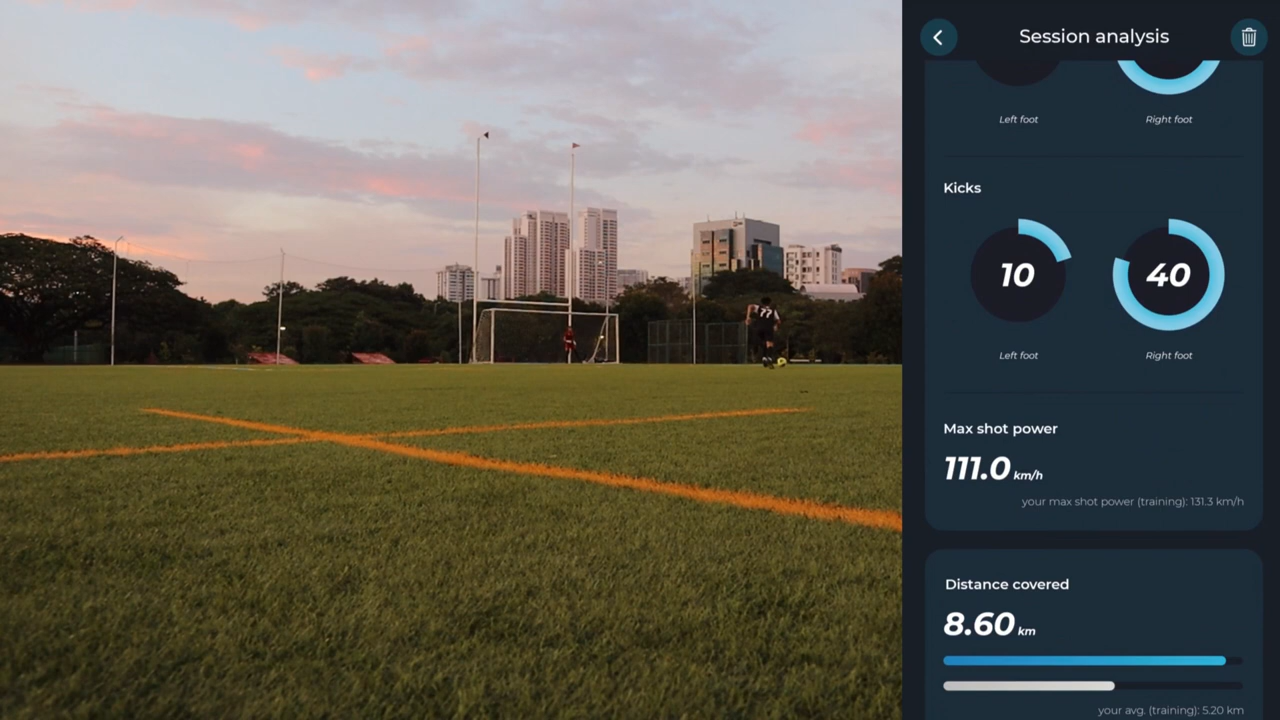 Session analysis
Left foot
Right foot
Kicks
10
40
Left foot
Right foot
Max shot power
111.0 km/h
your max shot power (training): 131.3 km/h
Distance covered
8.60 km
your avg. (training): 5.20 km
77